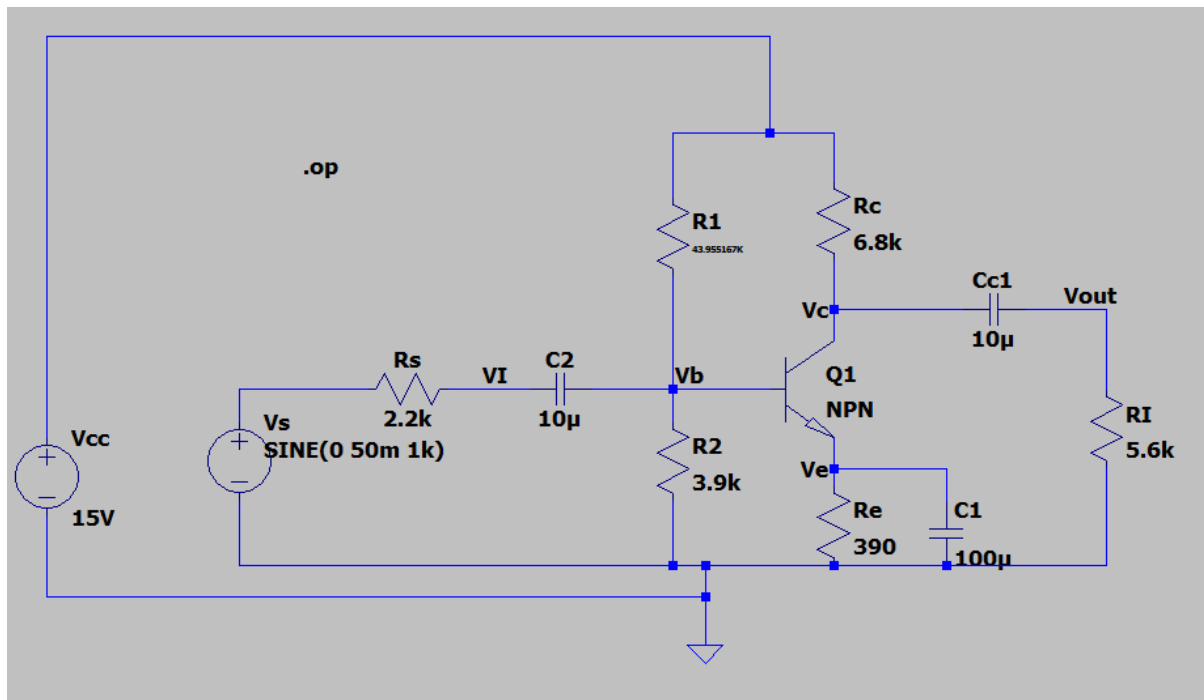 .op
R1
43.955167K
Rc
6.8k
Vc
Cc1
10µ
Vout
Rs
2.2k
VI
C2
10µ
Vb
Q1
NPN
RI
5.6k
Vcc
15V
Vs
SINE(0 50m 1k)
R2
3.9k
Ve
Re
390
C1
100µ